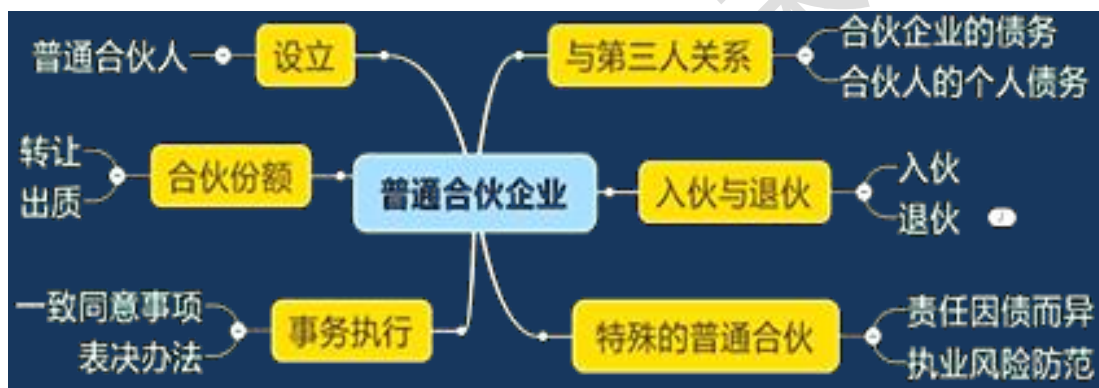 普通合伙企业
设立
普通合伙人
合伙份额
转让
出质
事务执行
一致同意事项
表决办法
与第三人关系
合伙企业的债务
合伙人的个人债务
入伙与退伙
入伙
退伙
特殊的普通合伙
责任因债而异
执业风险防范